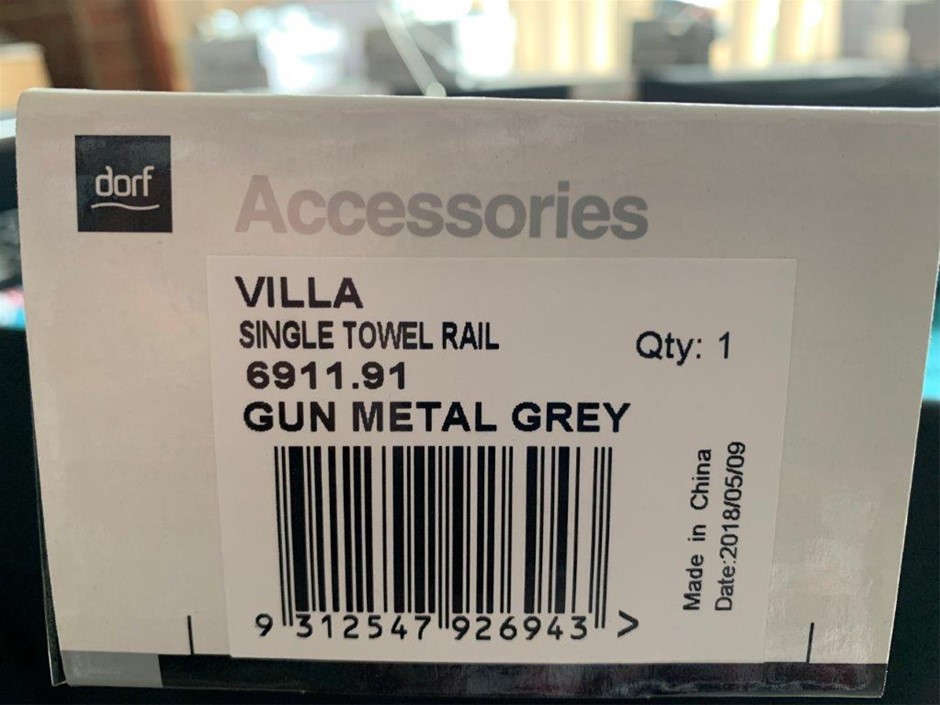 dorf
Accessories
VILLA
SINGLE TOWEL RAIL
Qty: 1
6911.91
GUN METAL GREY
Made in China
Date:2018/05/09
9 312547 926943 >